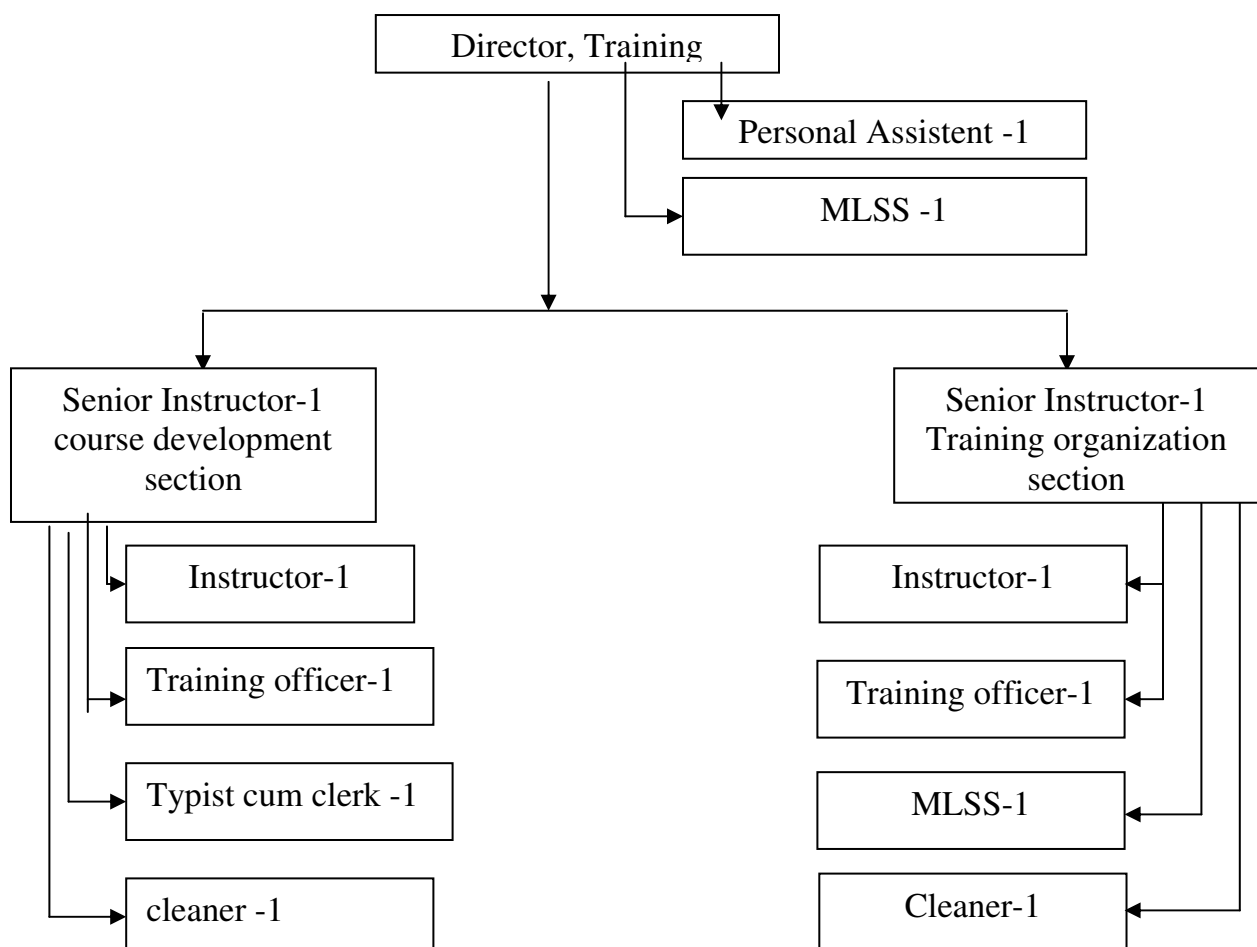 Director, Training
Personal Assistent -1
MLSS -1
Senior Instructor-1
course development
section
Instructor-1
Training officer-1
Typist cum clerk -1
cleaner -1
Senior Instructor-1
Training organization
section
Instructor-1
Training officer-1
MLSS-1
Cleaner-1